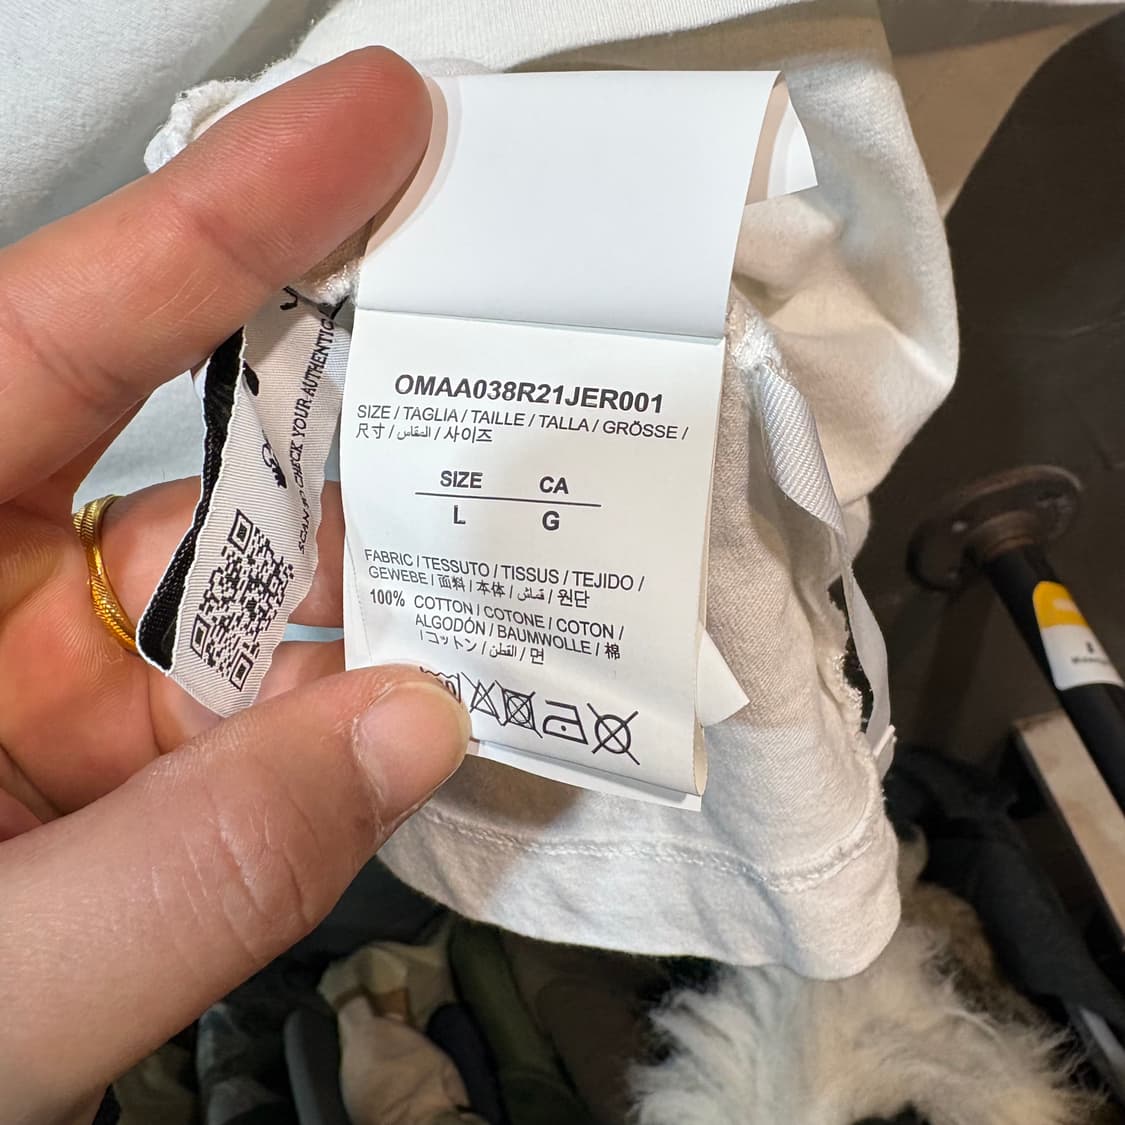 OMAA038R21JER001
SIZE / TAGLIA / TAILLE / TALLA / GRÖSSE /
尺寸 / المقاس / 사이즈
SIZE CA
L G
FABRIC / TESSUTO / TISSUS / TEJIDO /
GEWEBE / 面料 / 本体 / قماش / 원단
100% COTTON / COTONE / COTON /
ALGODÓN / BAUMWOLLE / 棉
/ コットン / القطن / 면
SCAN TO CHECK YOUR AUTHENTIC